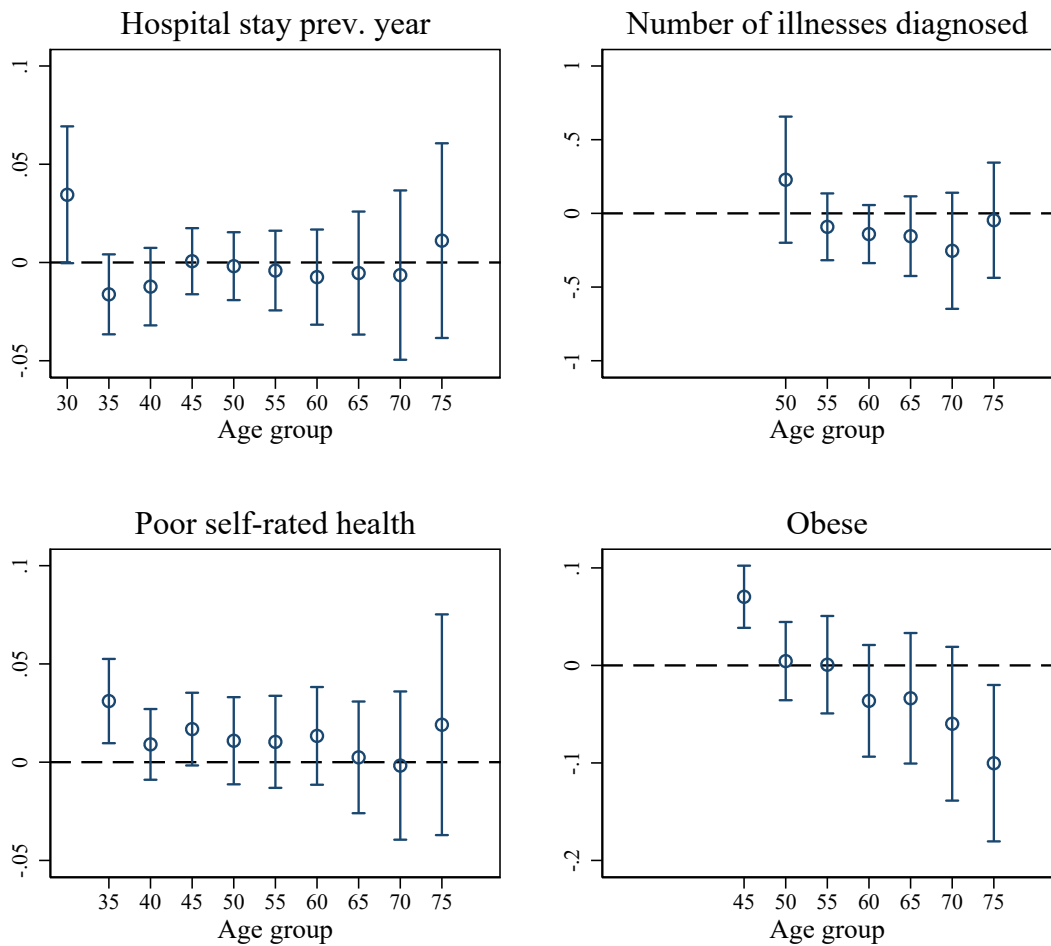 Hospital stay prev. year
.1
.05
0
-.05
30 35 40 45 50 55 60 65 70 75
Age group
Number of illnesses diagnosed
1
.5
0
-.5
-1
50 55 60 65 70 75
Age group
Poor self-rated health
.1
.05
0
-.05
35 40 45 50 55 60 65 70 75
Age group
Obese
.1
0
-.1
-.2
45 50 55 60 65 70 75
Age group